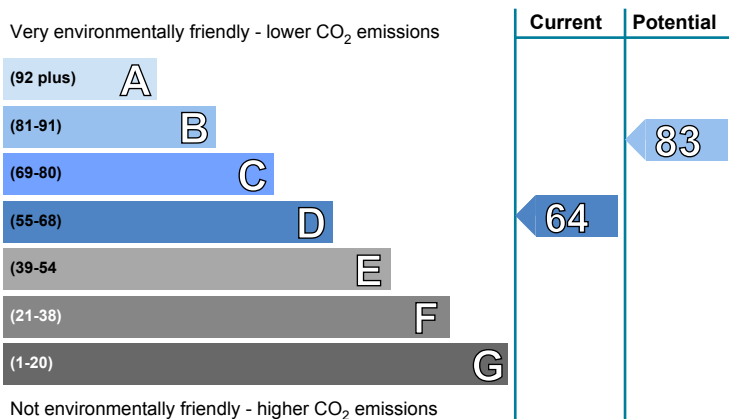 Very environmentally friendly - lower CO2 emissions
Current
Potential
(92 plus) A
(81-91) B
83
(69-80) C
(55-68) D
64
(39-54 E
(21-38) F
(1-20) G
Not environmentally friendly - higher CO2 emissions